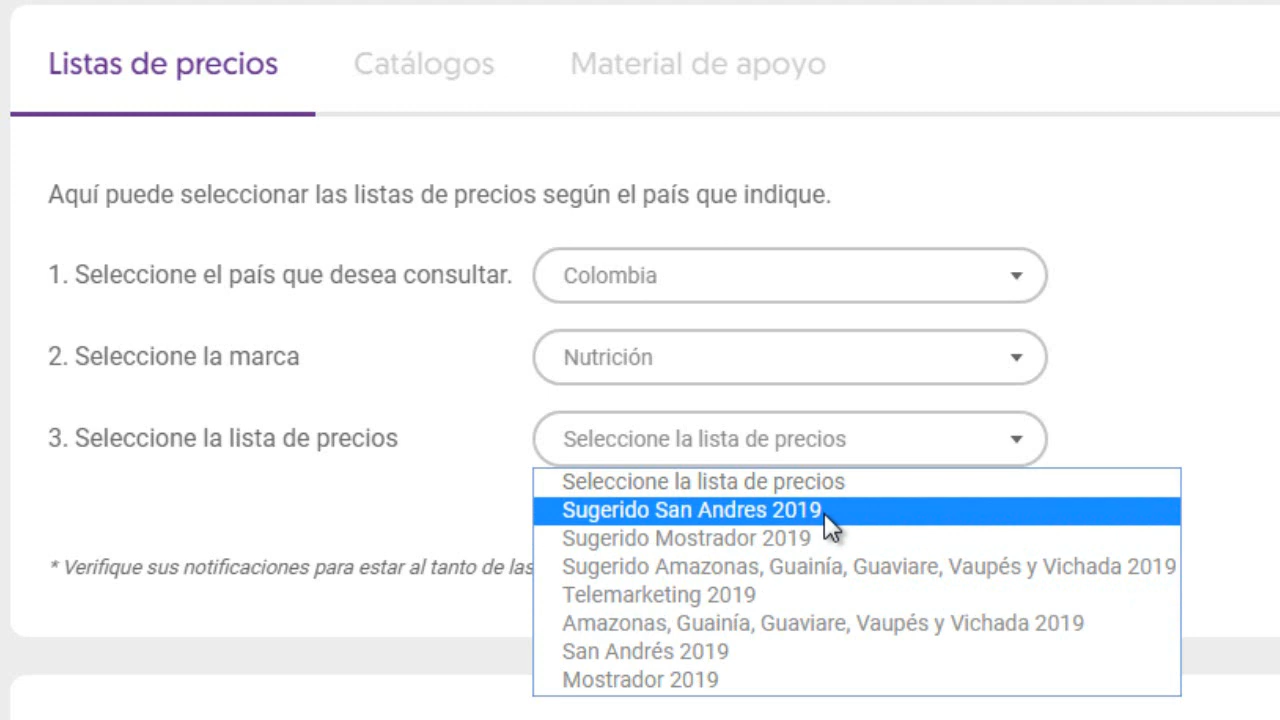 Listas de precios Catálogos Material de apoyo
Aquí puede seleccionar las listas de precios según el país que indique.
1. Seleccione el país que desea consultar. Colombia
2. Seleccione la marca Nutrición
3. Seleccione la lista de precios Seleccione la lista de precios
Seleccione la lista de precios
Sugerido San Andres 2019
Sugerido Mostrador 2019
* Verifique sus notificaciones para estar al tanto de las
Sugerido Amazonas, Guainía, Guaviare, Vaupés y Vichada 2019
Telemarketing 2019
Amazonas, Guainía, Guaviare, Vaupés y Vichada 2019
San Andrés 2019
Mostrador 2019